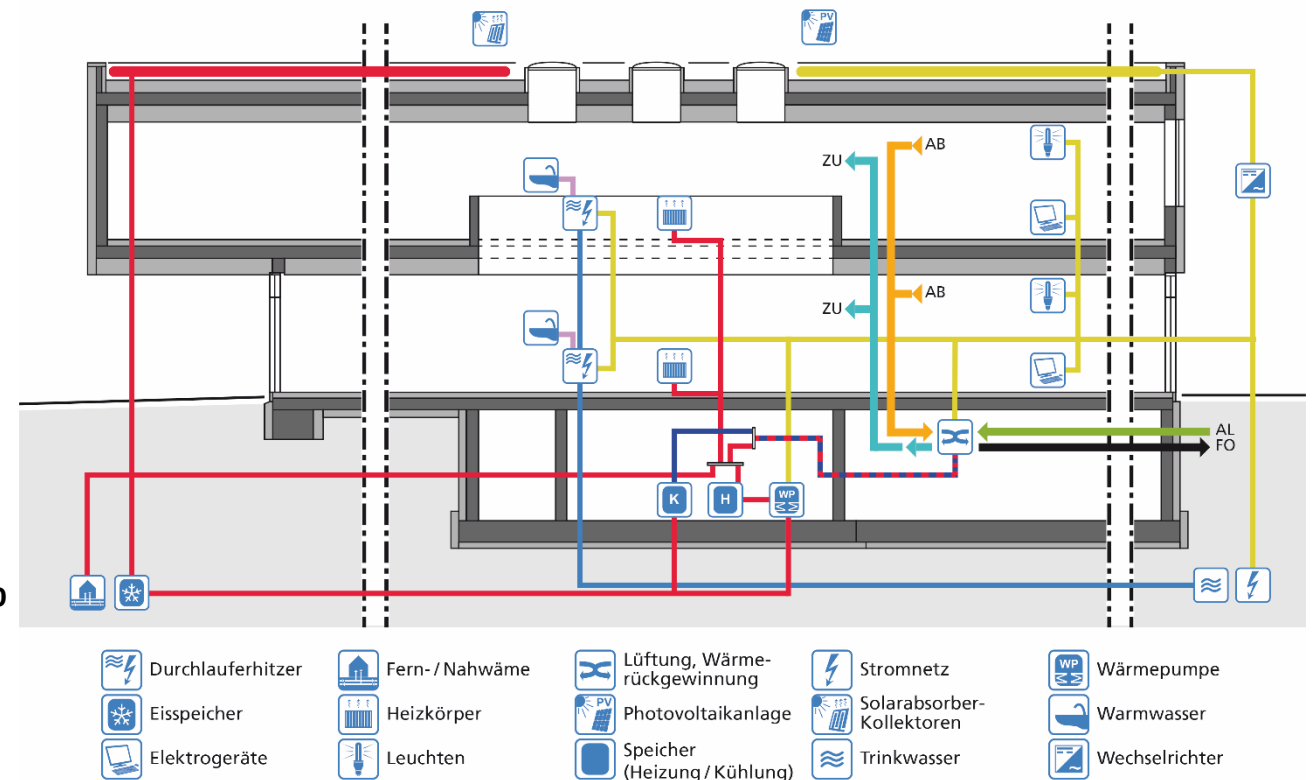 PV
AB
ZU
AB
ZU
AL
FO
K
H
WP
0
Durchlauferhitzer
Fern-/Nahwäme
Lüftung, Wärme-
rückgewinnung
Stromnetz
WP
Wärmepumpe
Eisspeicher
Heizkörper
PV
Photovoltaikanlage
Solarabsorber-
Kollektoren
Warmwasser
Elektrogeräte
Leuchten
Speicher
(Heizung/Kühlung)
Trinkwasser
Wechselrichter